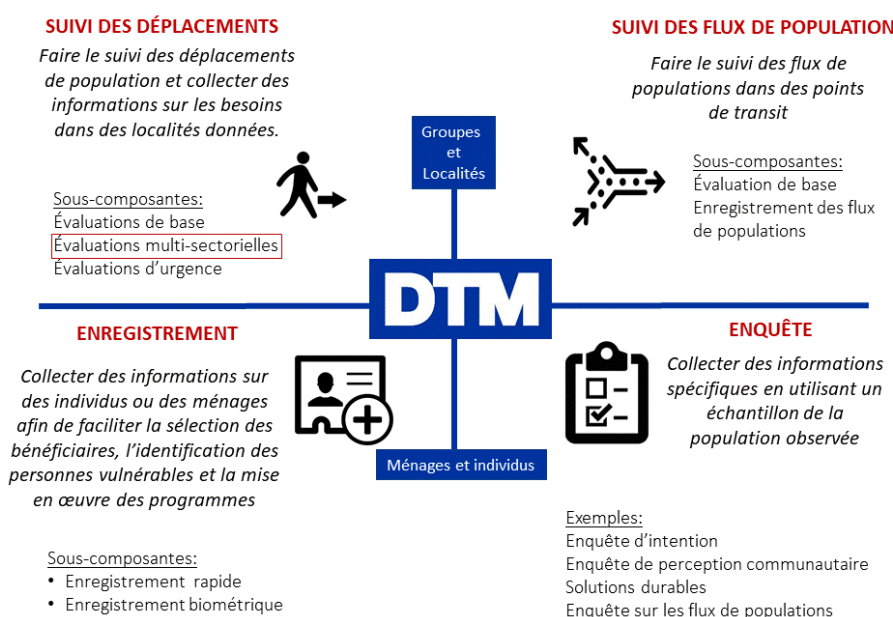 SUIVI DES DÉPLACEMENTS
Faire le suivi des déplacements
de population et collecter des
informations sur les besoins
dans des localités données.
Sous-composantes:
Évaluations de base
Évaluations multi-sectorielles
Évaluations d’urgence
Groupes
et
Localités
SUIVI DES FLUX DE POPULATION
Faire le suivi des flux de
populations dans des points
de transit
Sous-composantes:
Évaluation de base
Enregistrement des flux
de populations
DTM
ENREGISTREMENT
Collecter des informations sur
des individus ou des ménages
afin de faciliter la sélection des
bénéficiaires, l’identification des
personnes vulnérables et la mise
en œuvre des programmes
Sous-composantes:
• Enregistrement rapide
• Enregistrement biométrique
Ménages et individus
ENQUÊTE
Collecter des informations
spécifiques en utilisant un
échantillon de la
population observée
Exemples:
Enquête d’intention
Enquête de perception communautaire
Solutions durables
Enquête sur les flux de populations